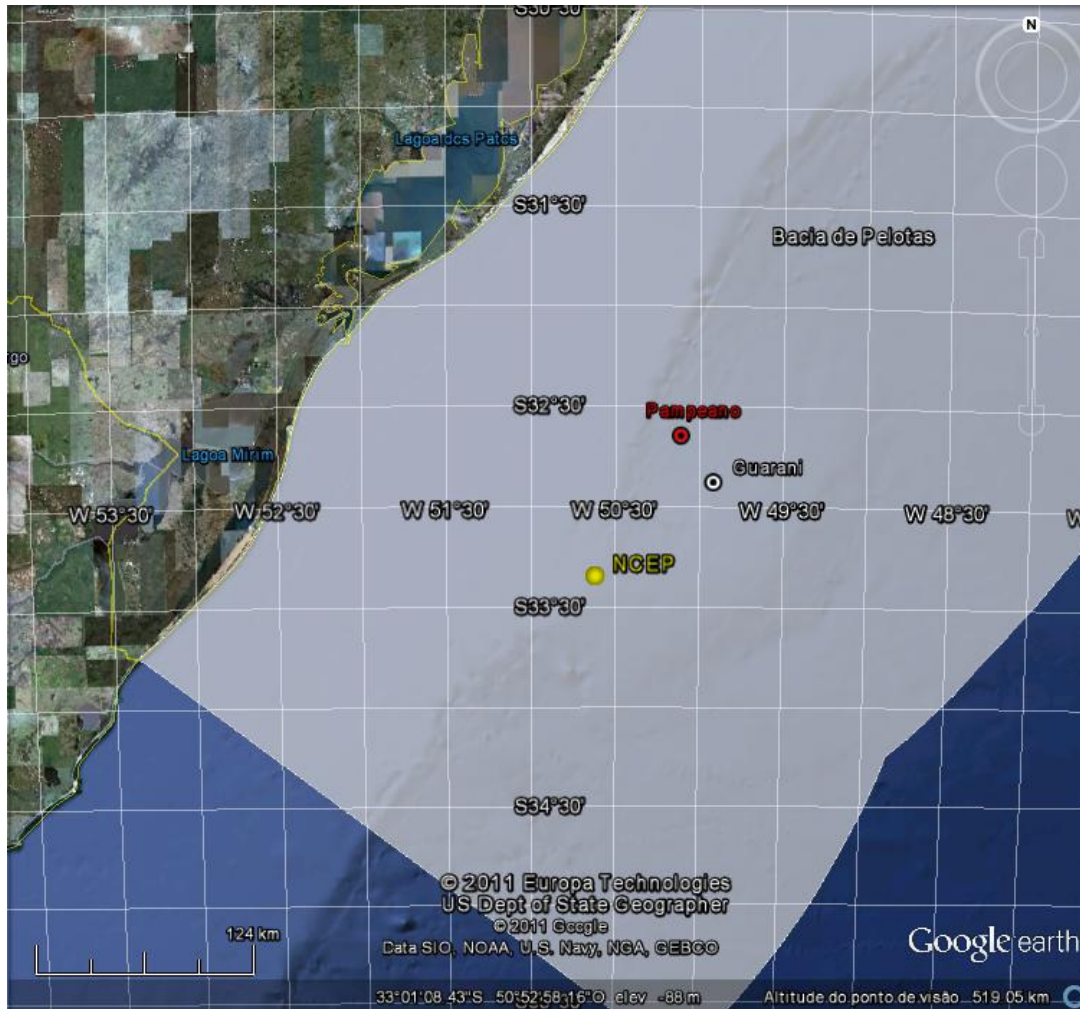 S30°30'
N
Lagoa dos Patos
S31°30'
Bacia de Pelotas
rgo
S32°30'
Pampeano
Lagoa Mirim
Guarani
W 53°30' W 52°30' W 51°30' W 50°30' W 49°30' W 48°30' W
NCEP
S33°30'
S34°30'
© 2011 Europa Technologies
US Dept of State Geographer
© 2011 Google
Data SIO, NOAA, U.S. Navy, NGA, GEBCO
124 km
Google earth
33°01'08.43"S 50°52'58.16"O elev -88 m Altitude do ponto de visão 519.05 km